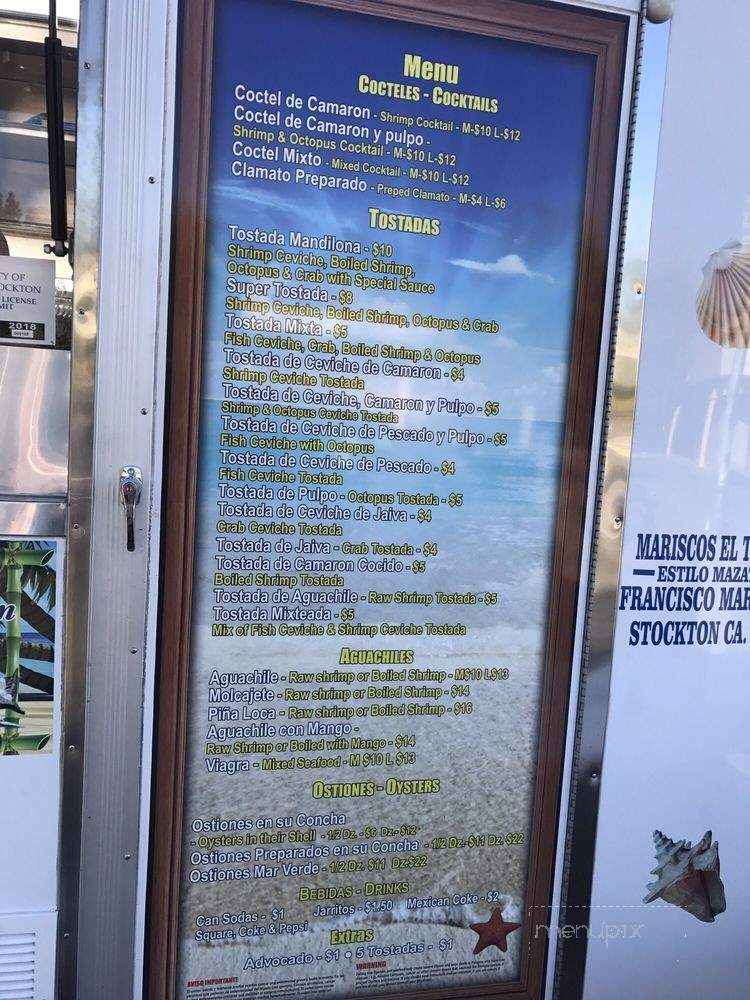 Menu
COCTELES - COCKTAILS
Coctel de Camaron - Shrimp Cocktail - M-$10 L-$12
Coctel de Camaron y pulpo -
Shrimp & Octopus Cocktail - M-$10 L-$12
Coctel Mixto - Mixed Cocktail - M-$10 L-$12
Clamato Preparado - Preped Clamato - M-$4 L-$6
TOSTADAS
Tostada Mandilona - $10
Shrimp Ceviche, Boiled Shrimp,
Octopus & Crab with Special Sauce
Super Tostada - $8
Shrimp Ceviche, Boiled Shrimp, Octopus & Crab
Tostada Mixta - $5
Fish Ceviche, Crab, Boiled Shrimp & Octopus
Tostada de Ceviche de Camaron - $4
Shrimp Ceviche Tostada
Tostada de Ceviche, Camaron y Pulpo - $5
Shrimp & Octopus Ceviche Tostada
Tostada de Ceviche de Pescado y Pulpo - $5
Fish Ceviche with Octopus
Tostada de Ceviche de Pescado - $4
Fish Ceviche Tostada
Tostada de Pulpo - Octopus Tostada - $5
Tostada de Ceviche de Jaiva - $4
Crab Ceviche Tostada
Tostada de Jaiva - Crab Tostada - $4
Tostada de Camaron Cocido - $5
Boiled Shrimp Tostada
Tostada de Aguachile - Raw Shrimp Tostada - $5
Tostada Mixteada - $5
Mix of Fish Ceviche & Shrimp Ceviche Tostada
AGUACHILES
Aguachile - Raw shrimp or Boiled Shrimp - M$10 L$13
Molcajete - Raw shrimp or Boiled Shrimp - $14
Piña Loca - Raw shrimp or Boiled Shrimp - $16
Aguachile con Mango -
Raw Shrimp or Boiled with Mango - $14
Viagra - Mixed Seafood - M $10 L $13
OSTIONES - OYSTERS
Ostiones en su Concha
- Oysters in their Shell - 1/2 Dz. - $6 Dz.- $12
Ostiones Preparados en su Concha - 1/2 Dz.-$11 Dz. $22
Ostiones Mar Verde - 1/2 Dz. $11 Dz.$22
BEBIDAS - DRINKS
Can Sodas - $1 Jarritos - $1.50 Mexican Coke - $2
Square, Coke & Pepsi
Extras
Advocado - $1 • 5 Tostadas - $1
AVISO IMPORTANTE
WARNING
TY OF
OCKTON
LICENSE
MIT
2018
MARISCOS EL T
ESTILO MAZA
FRANCISCO MAR
STOCKTON CA.
menupix